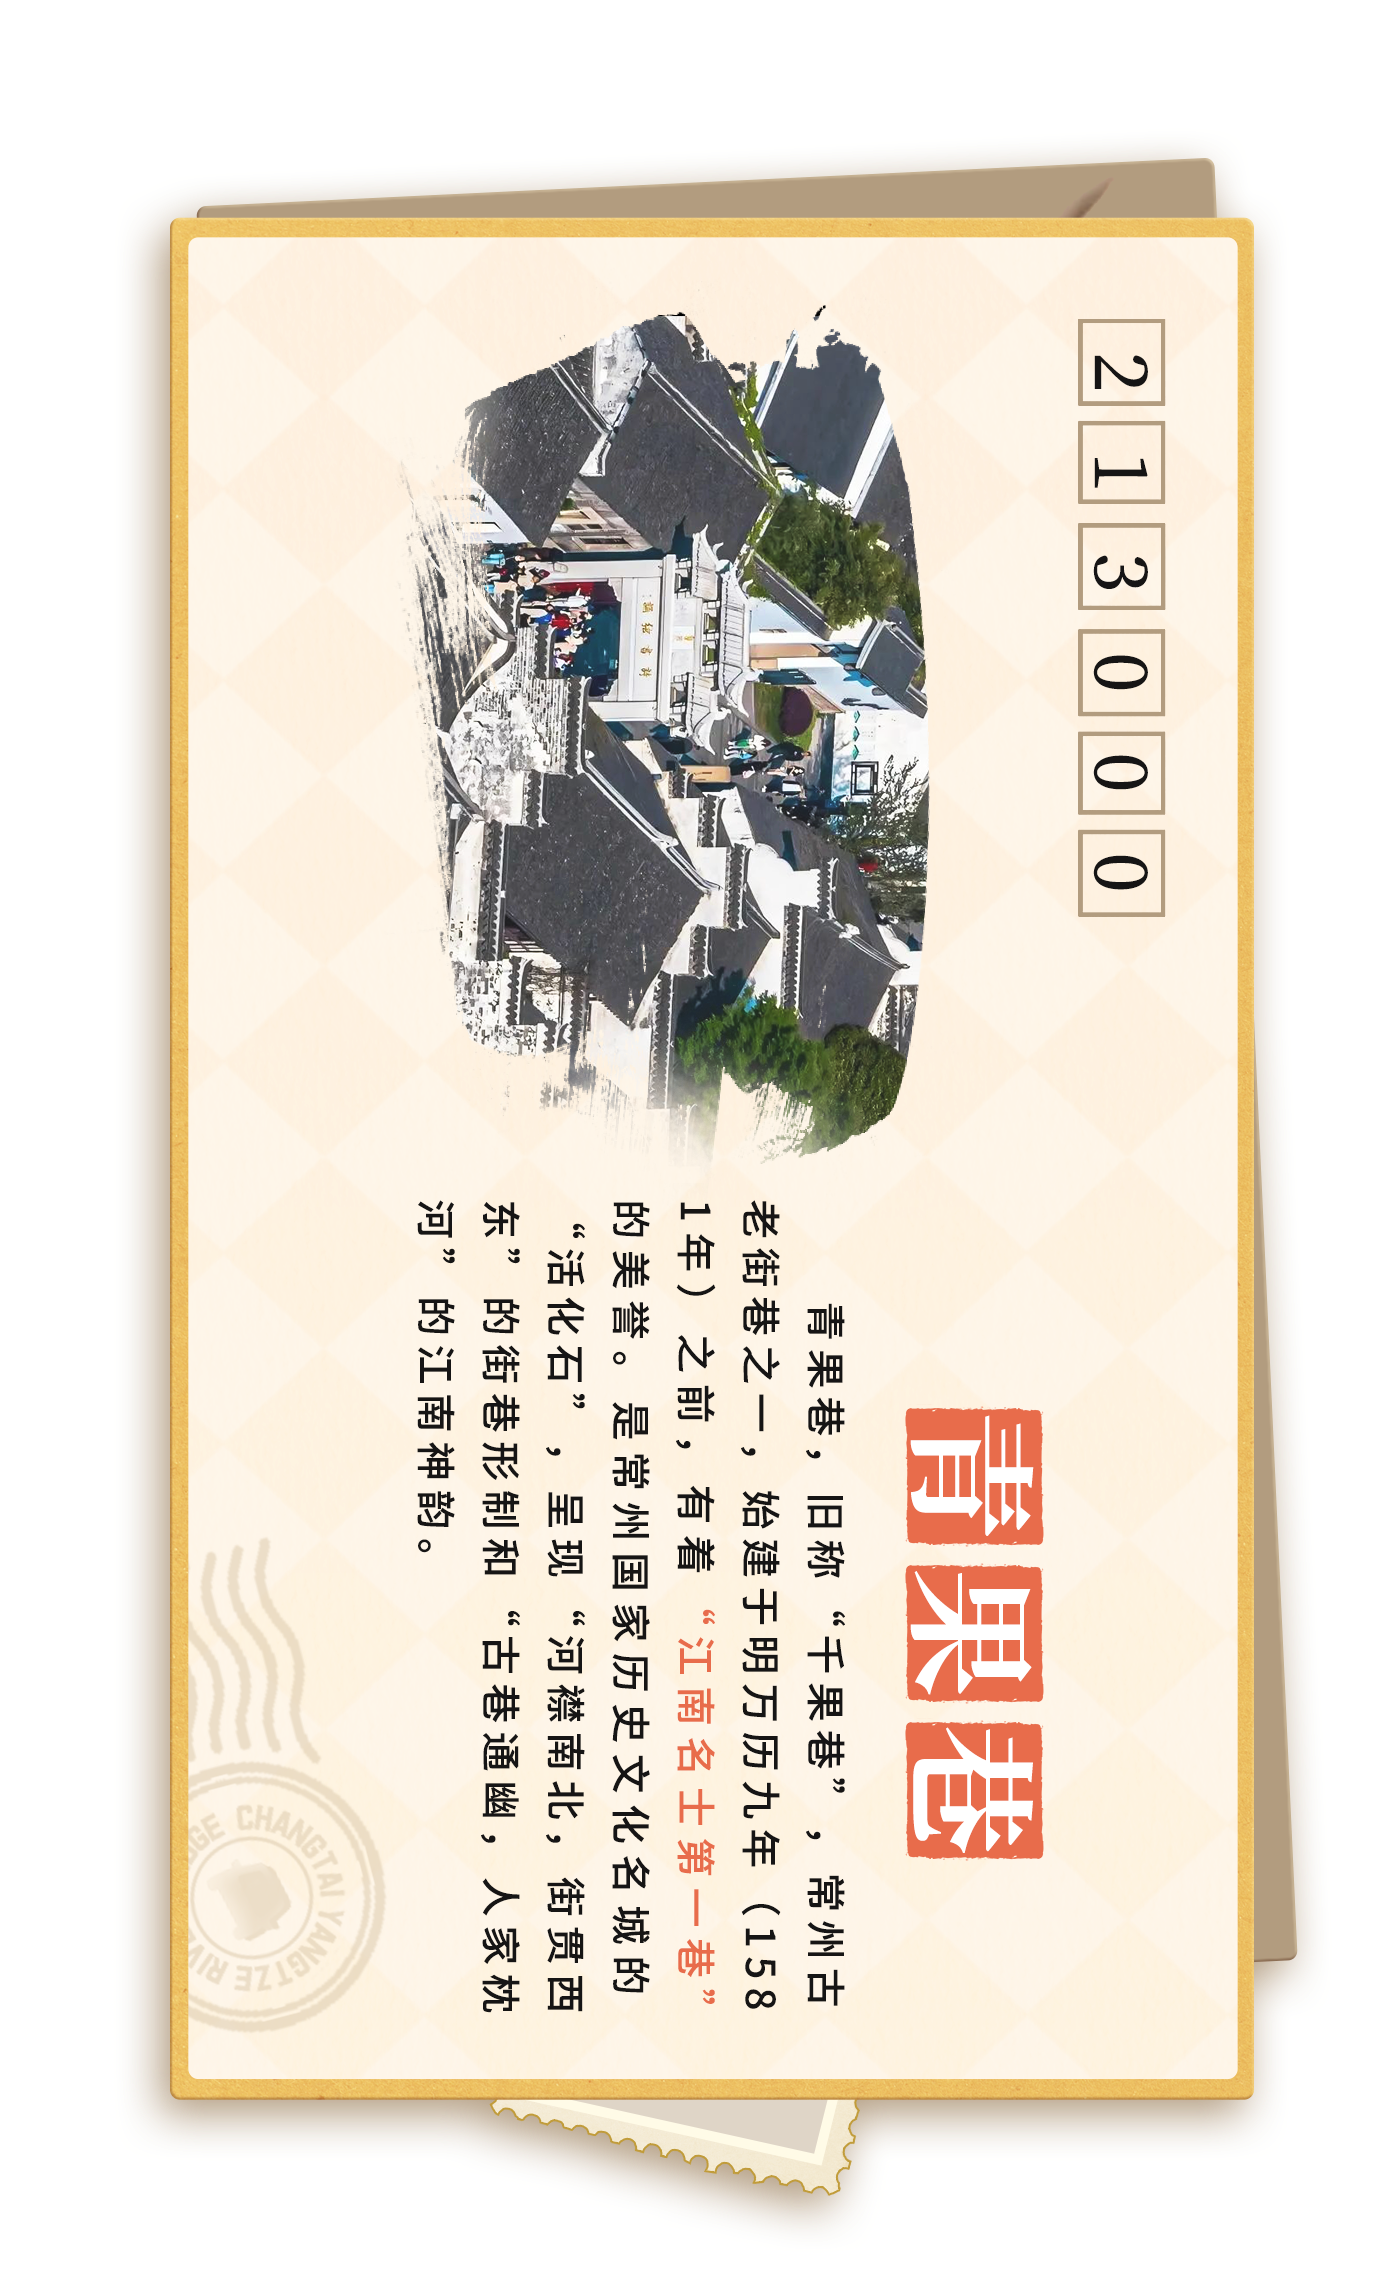 213000
青果巷
青果巷，旧称“千果巷”，常州古
老街巷之一，始建于明万历九年（158
1年）之前，有着“江南名士第一巷”
的美誉。是常州国家历史文化名城的
“活化石”，呈现“河襟南北，街贯西
东”的街巷形制和“古巷通幽，人家枕
河”的江南神韵。
CHANGTAI YANGTZE